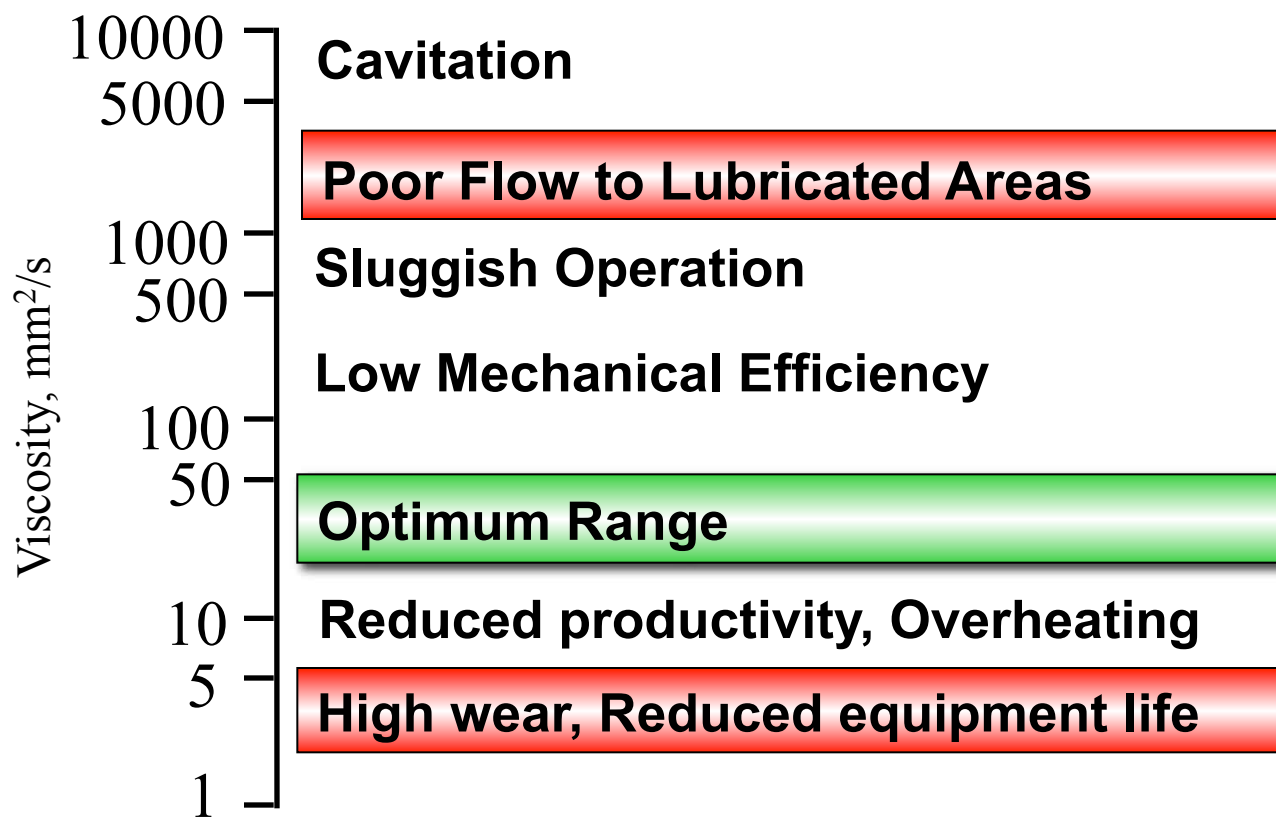 10000
Cavitation
5000
Poor Flow to Lubricated Areas
1000
Sluggish Operation
500
Low Mechanical Efficiency
100
50
Optimum Range
Viscosity, mm²/s
10
Reduced productivity, Overheating
5
High wear, Reduced equipment life
1